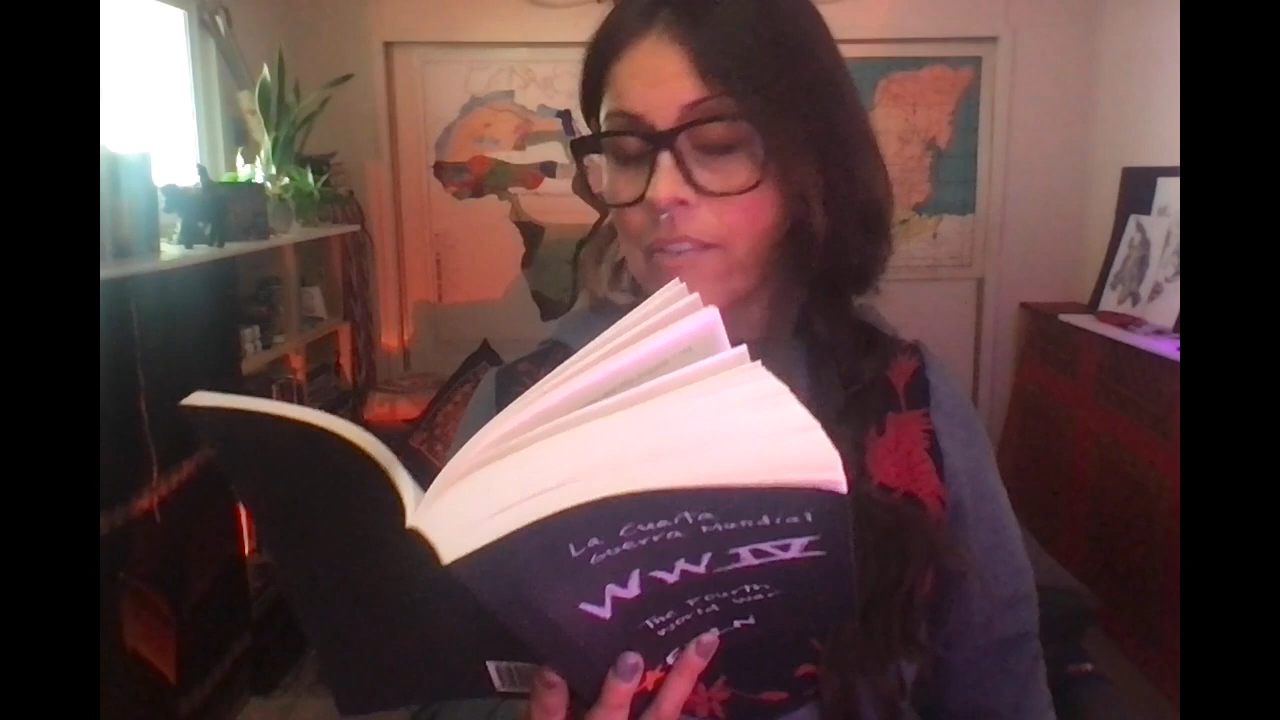 La Cuarta
Guerra Mundial
WW IV
The Fourth
World War